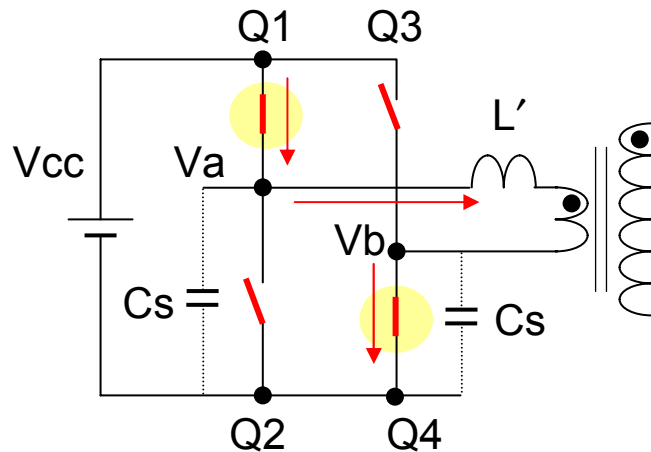 Q1 Q3
L′
Vcc Va
Vb
Cs Cs
Q2 Q4